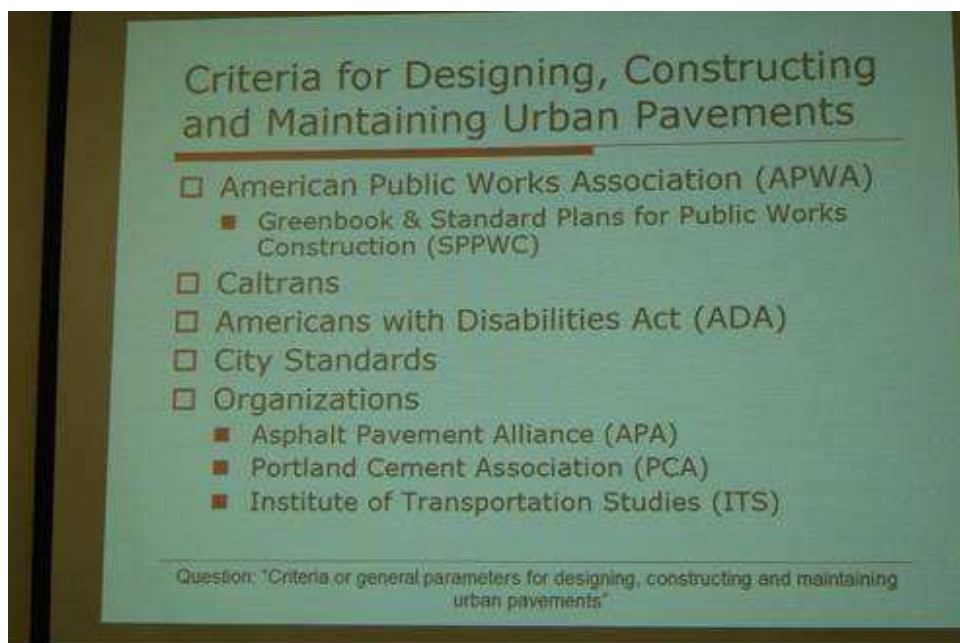 Criteria for Designing, Constructing
and Maintaining Urban Pavements
American Public Works Association (APWA)
Greenbook & Standard Plans for Public Works
Construction (SPPWC)
Caltrans
Americans with Disabilities Act (ADA)
City Standards
Organizations
Asphalt Pavement Alliance (APA)
Portland Cement Association (PCA)
Institute of Transportation Studies (ITS)
Question: "Criteria or general parameters for designing, constructing and maintaining
urban pavements"